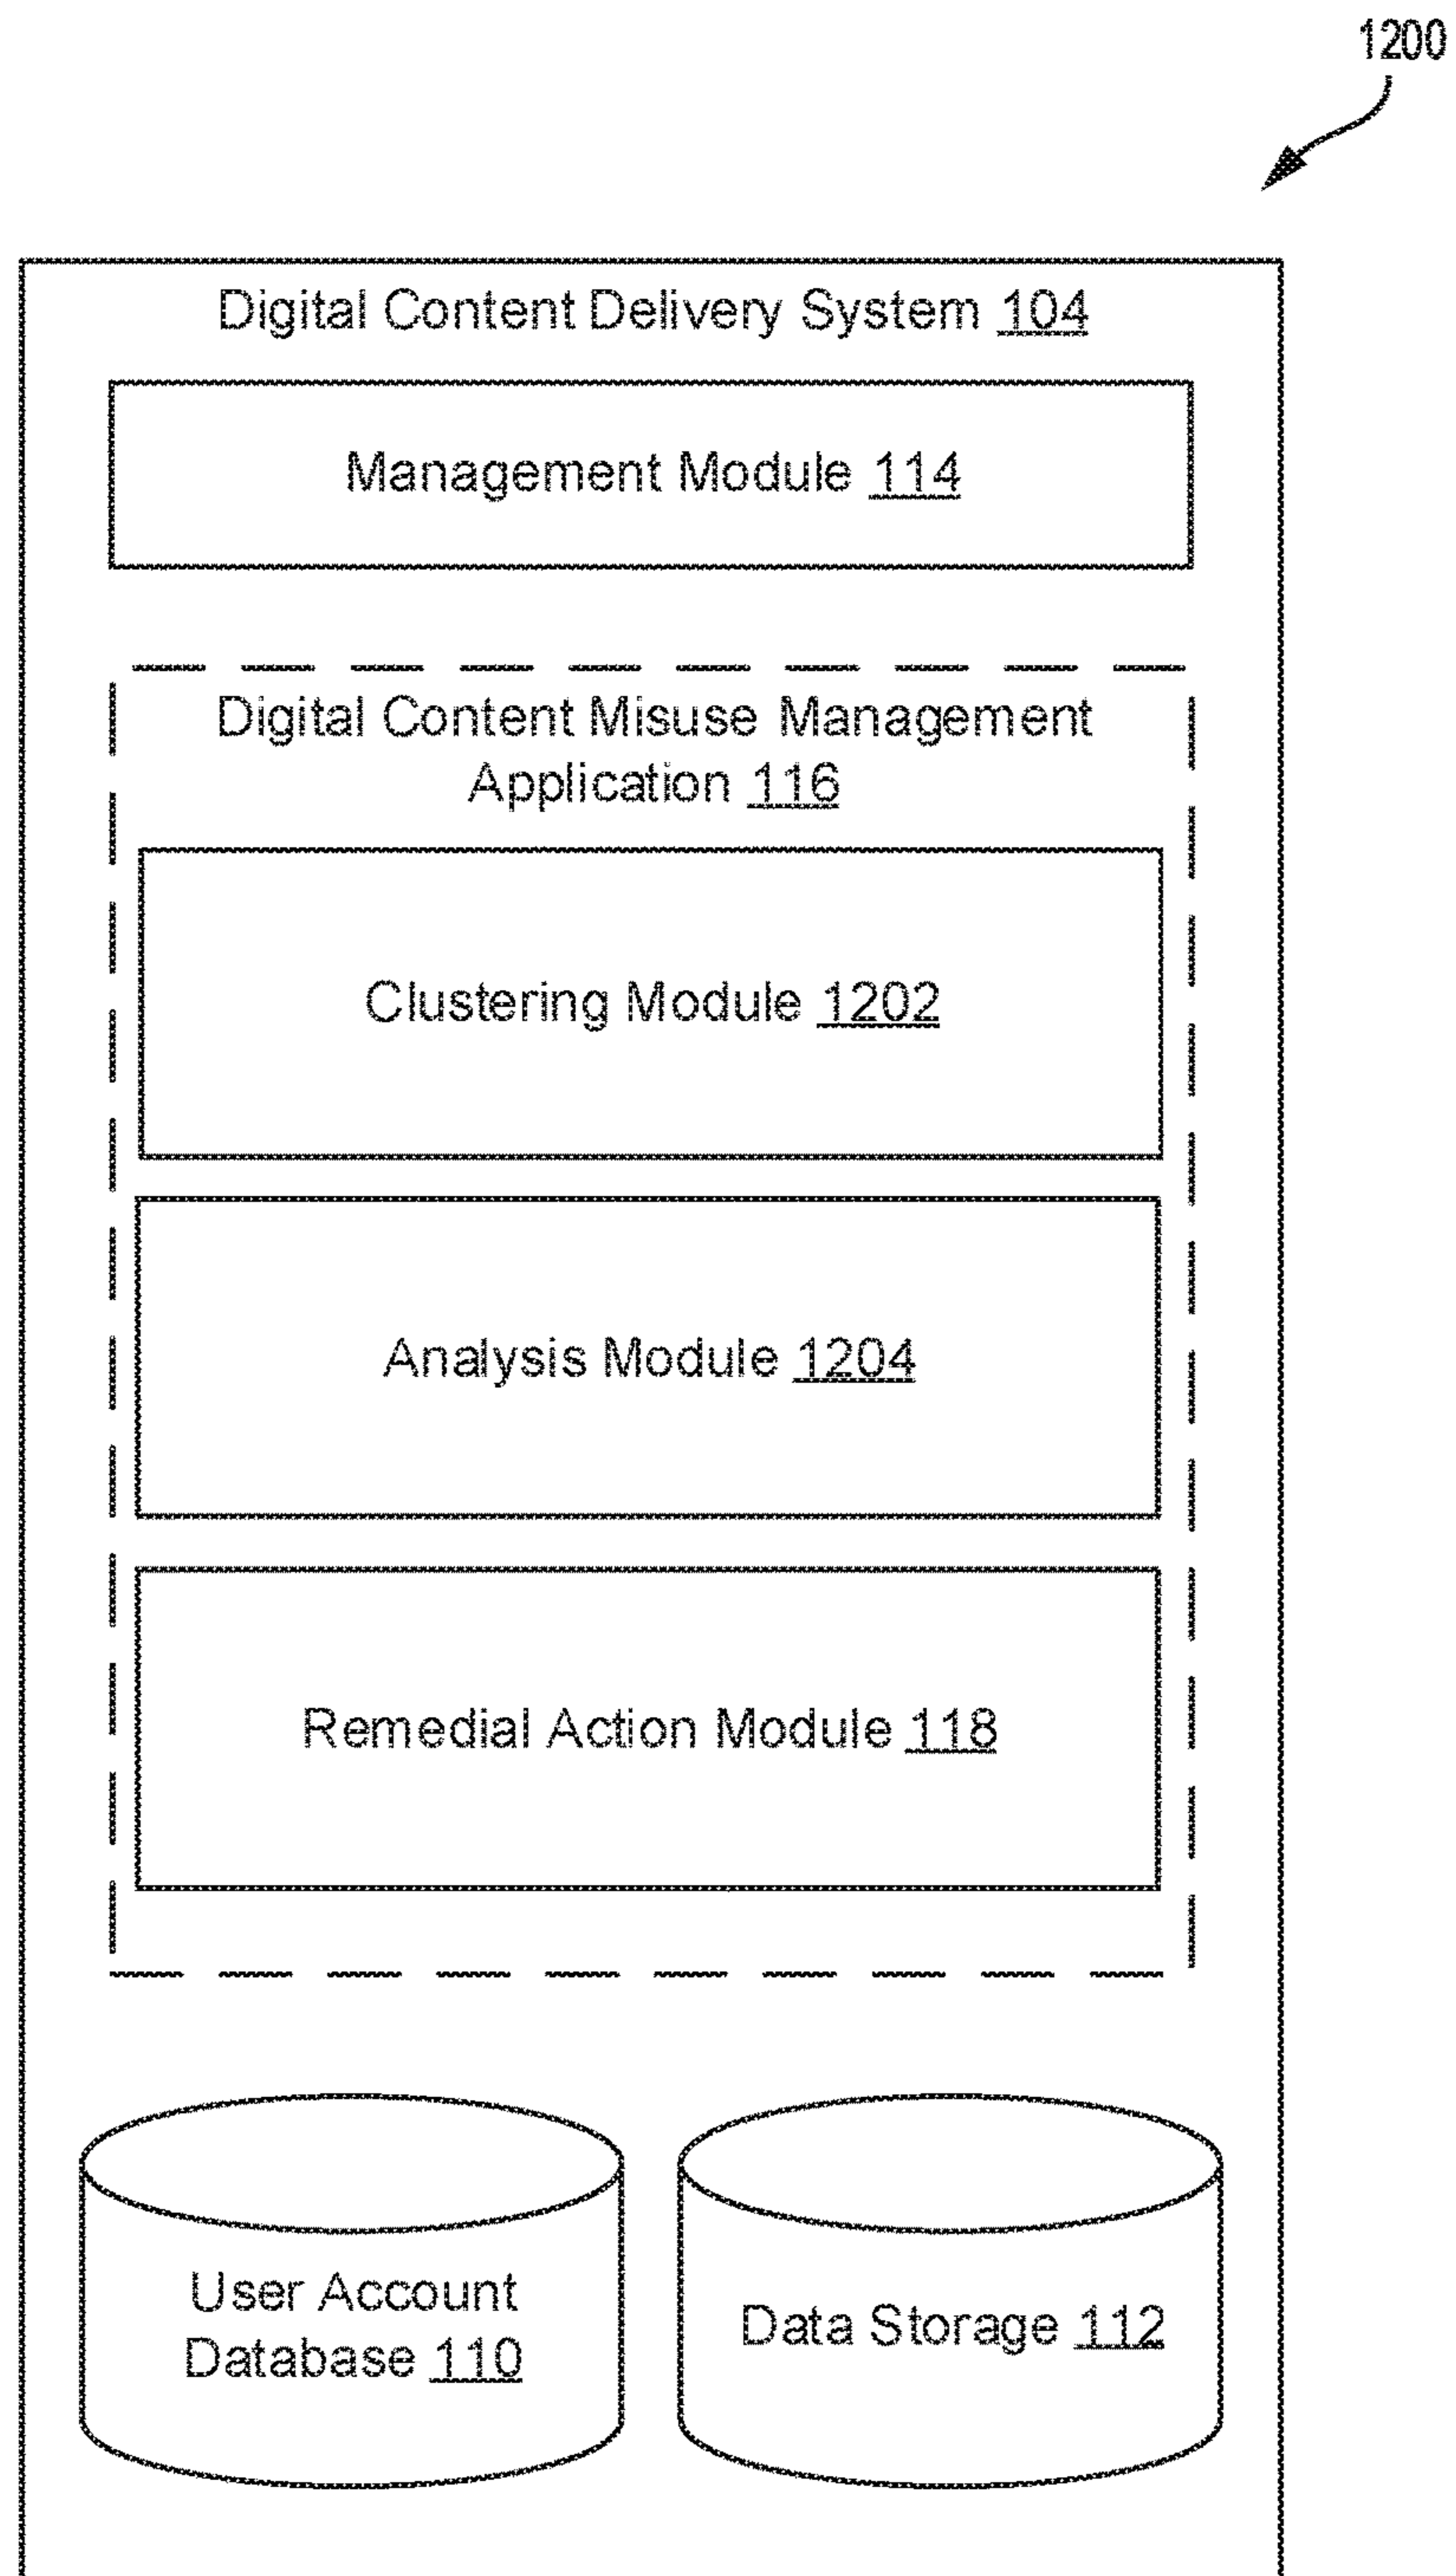 1200
Digital Content Delivery System 104
Management Module 114
Digital Content Misuse Management
Application 116
Clustering Module 1202
Analysis Module 1204
Remedial Action Module 118
User Account
Database 110
Data Storage 112